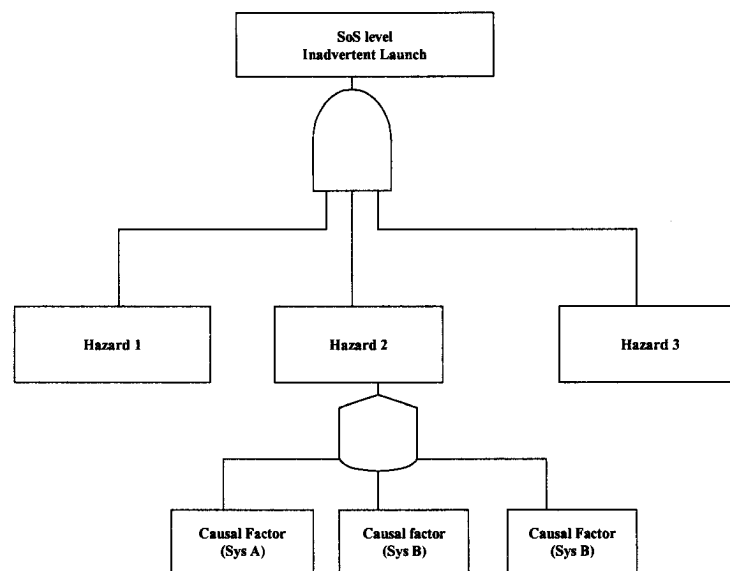 SoS level
Inadvertent Launch
Hazard 1
Hazard 2
Hazard 3
Causal Factor
(Sys A)
Causal factor
(Sys B)
Causal Factor
(Sys B)